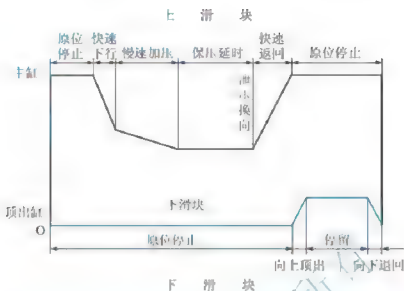 上 滑 块
原位 快速 快速
停止 下行 慢速加压 保压延时 返回 原位停止
主缸
泄压换向
下滑块
顶出缸
O
原位停止 停留
向上顶出 向下返回
下 滑 块